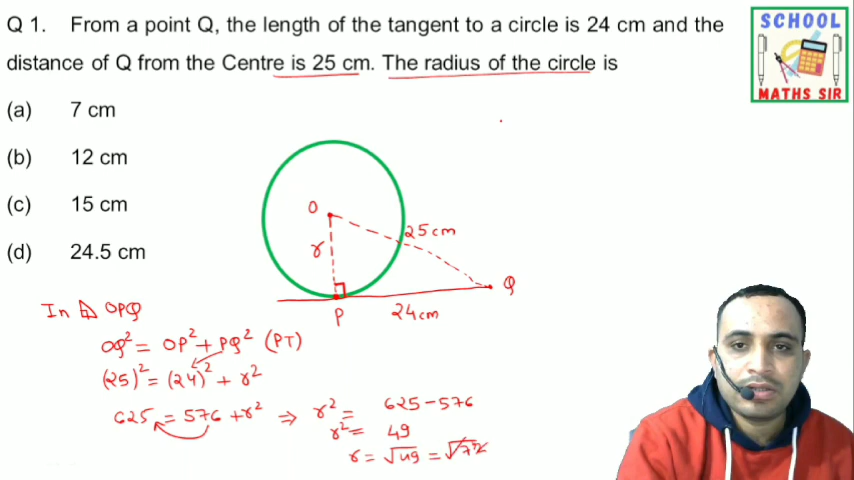 Q 1. From a point Q, the length of the tangent to a circle is 24 cm and the
distance of Q from the Centre is 25 cm. The radius of the circle is
SCHOOL
MATHS SIR
(a) 7 cm
(b) 12 cm
(c) 15 cm
(d) 24.5 cm
O
25cm
r
Q
P
24cm
In △ OPQ
OQ² = OP² + PQ² (PT)
(25)² = (24)² + r²
625 = 576 + r² ⇒ r² = 625 - 576
r² = 49
r = √49 = √7²